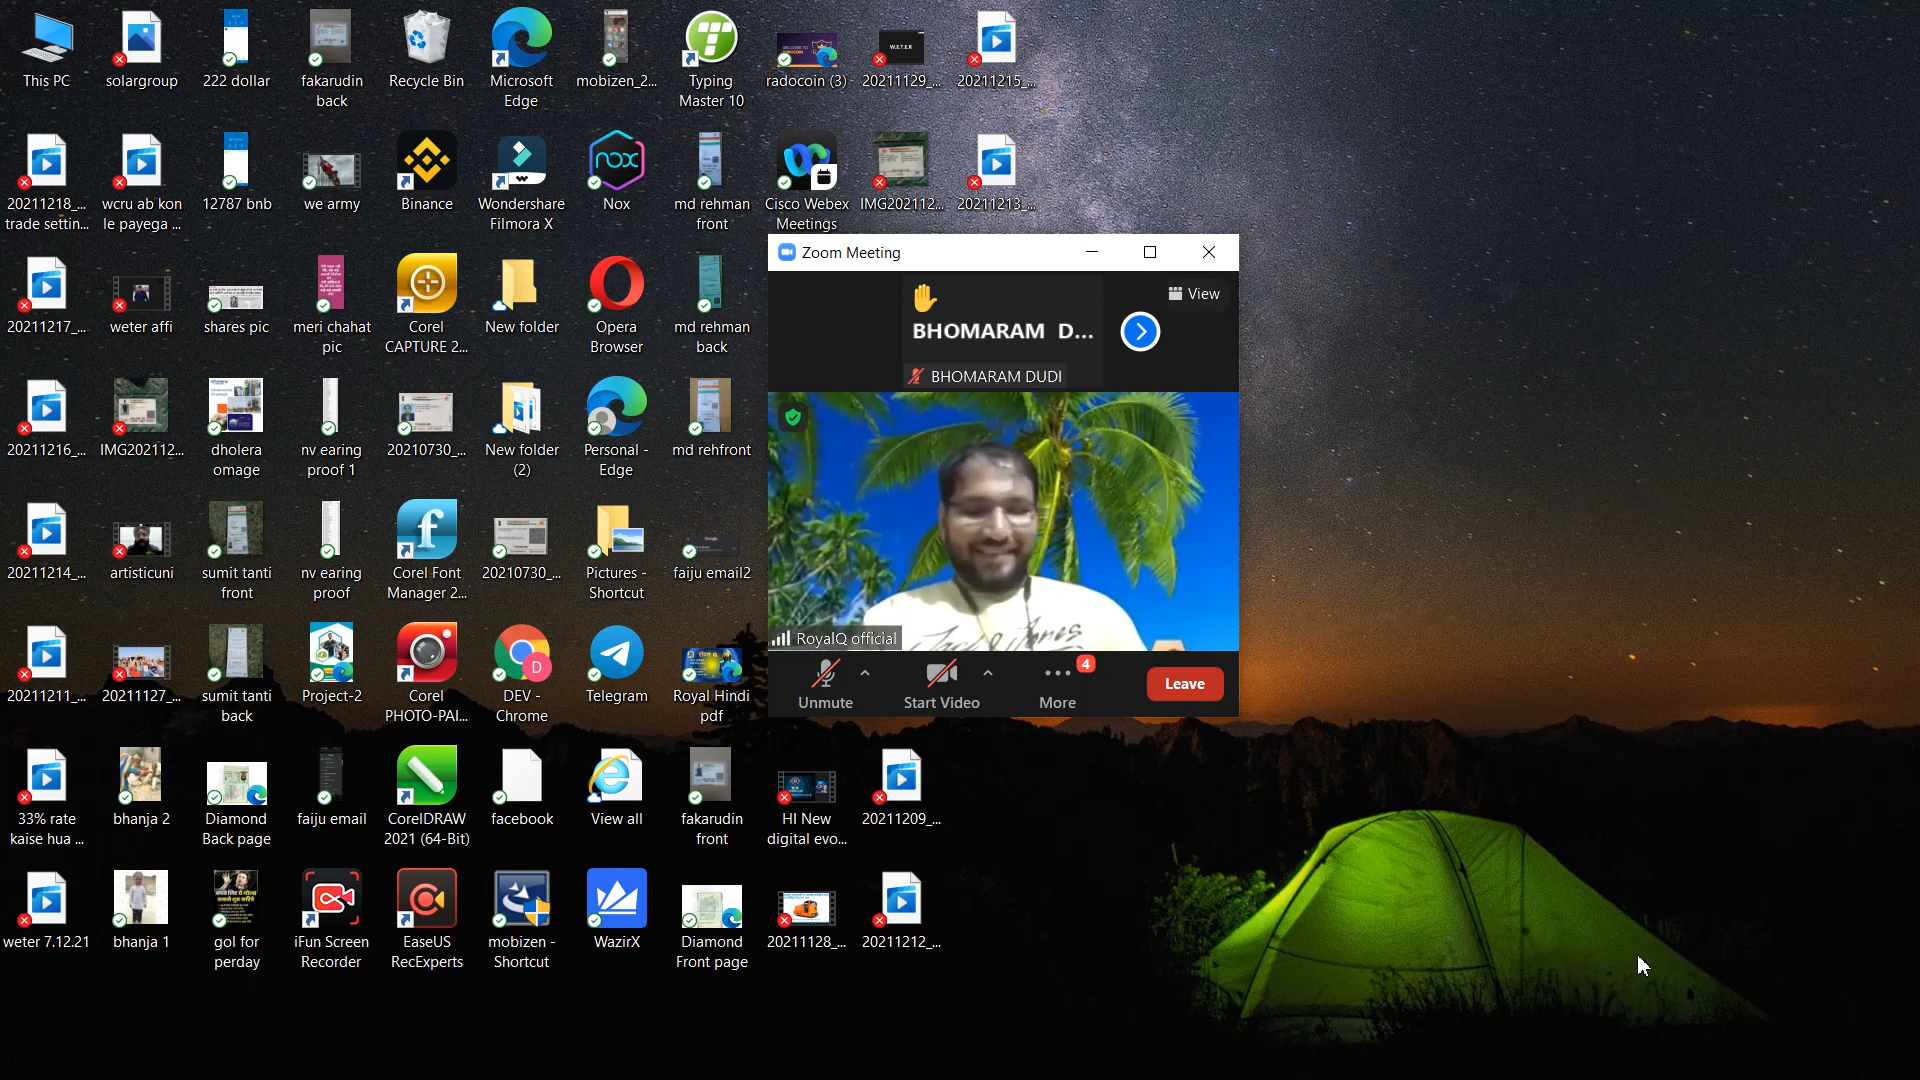 This PC
solargroup
222 dollar
fakarudin
back
Recycle Bin
Microsoft
Edge
mobizen_2...
Typing
Master 10
radocoin (3)
20211129_...
20211215_...
W.E.T.E.R
20211218_...
trade settin...
wcru ab kon
le payega ...
12787 bnb
we army
Binance
Wondershare
Filmora X
nox
Nox
md rehman
front
Cisco Webex
Meetings
IMG202112...
20211213_...
20211217_...
weter affi
shares pic
meri chahat
pic
Corel
CAPTURE 2...
New folder
Opera
Browser
md rehman
back
Zoom Meeting
View
BHOMARAM D...
BHOMARAM DUDI
20211216_...
IMG202112...
dholera
omage
nv earing
proof 1
20210730_...
New folder
(2)
Personal -
Edge
md rehfront
20211214_...
artisticuni
sumit tanti
front
nv earing
proof
Corel Font
Manager 2...
20210730_...
Pictures -
Shortcut
faiju email2
RoyalQ official
20211211_...
20211127_...
sumit tanti
back
Project-2
Corel
PHOTO-PAI...
D
DEV -
Chrome
Telegram
Royal Hindi
pdf
Unmute
Start Video
4
More
Leave
33% rate
kaise hua ...
bhanja 2
Diamond
Back page
faiju email
CorelDRAW
2021 (64-Bit)
facebook
View all
fakarudin
front
HI New
digital evo...
20211209_...
weter 7.12.21
bhanja 1
gol for
perday
iFun Screen
Recorder
EaseUS
RecExperts
mobizen -
Shortcut
WazirX
Diamond
Front page
20211128_...
20211212_...